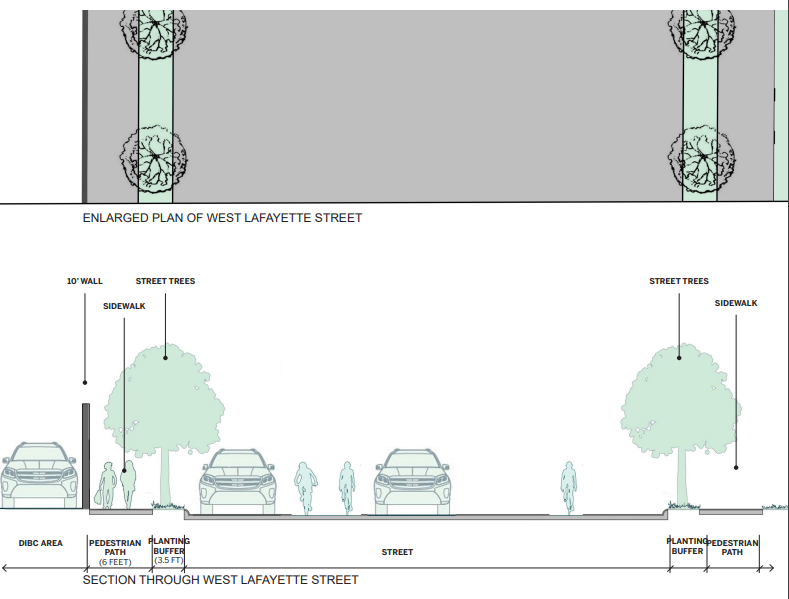 ENLARGED PLAN OF WEST LAFAYETTE STREET
10' WALL
STREET TREES
STREET TREES
SIDEWALK
SIDEWALK
DIBC AREA
PEDESTRIAN
PATH
(6 FEET)
PLANTING
BUFFER
(3.5 FT)
STREET
PLANTING
BUFFER
PEDESTRIAN
PATH
SECTION THROUGH WEST LAFAYETTE STREET